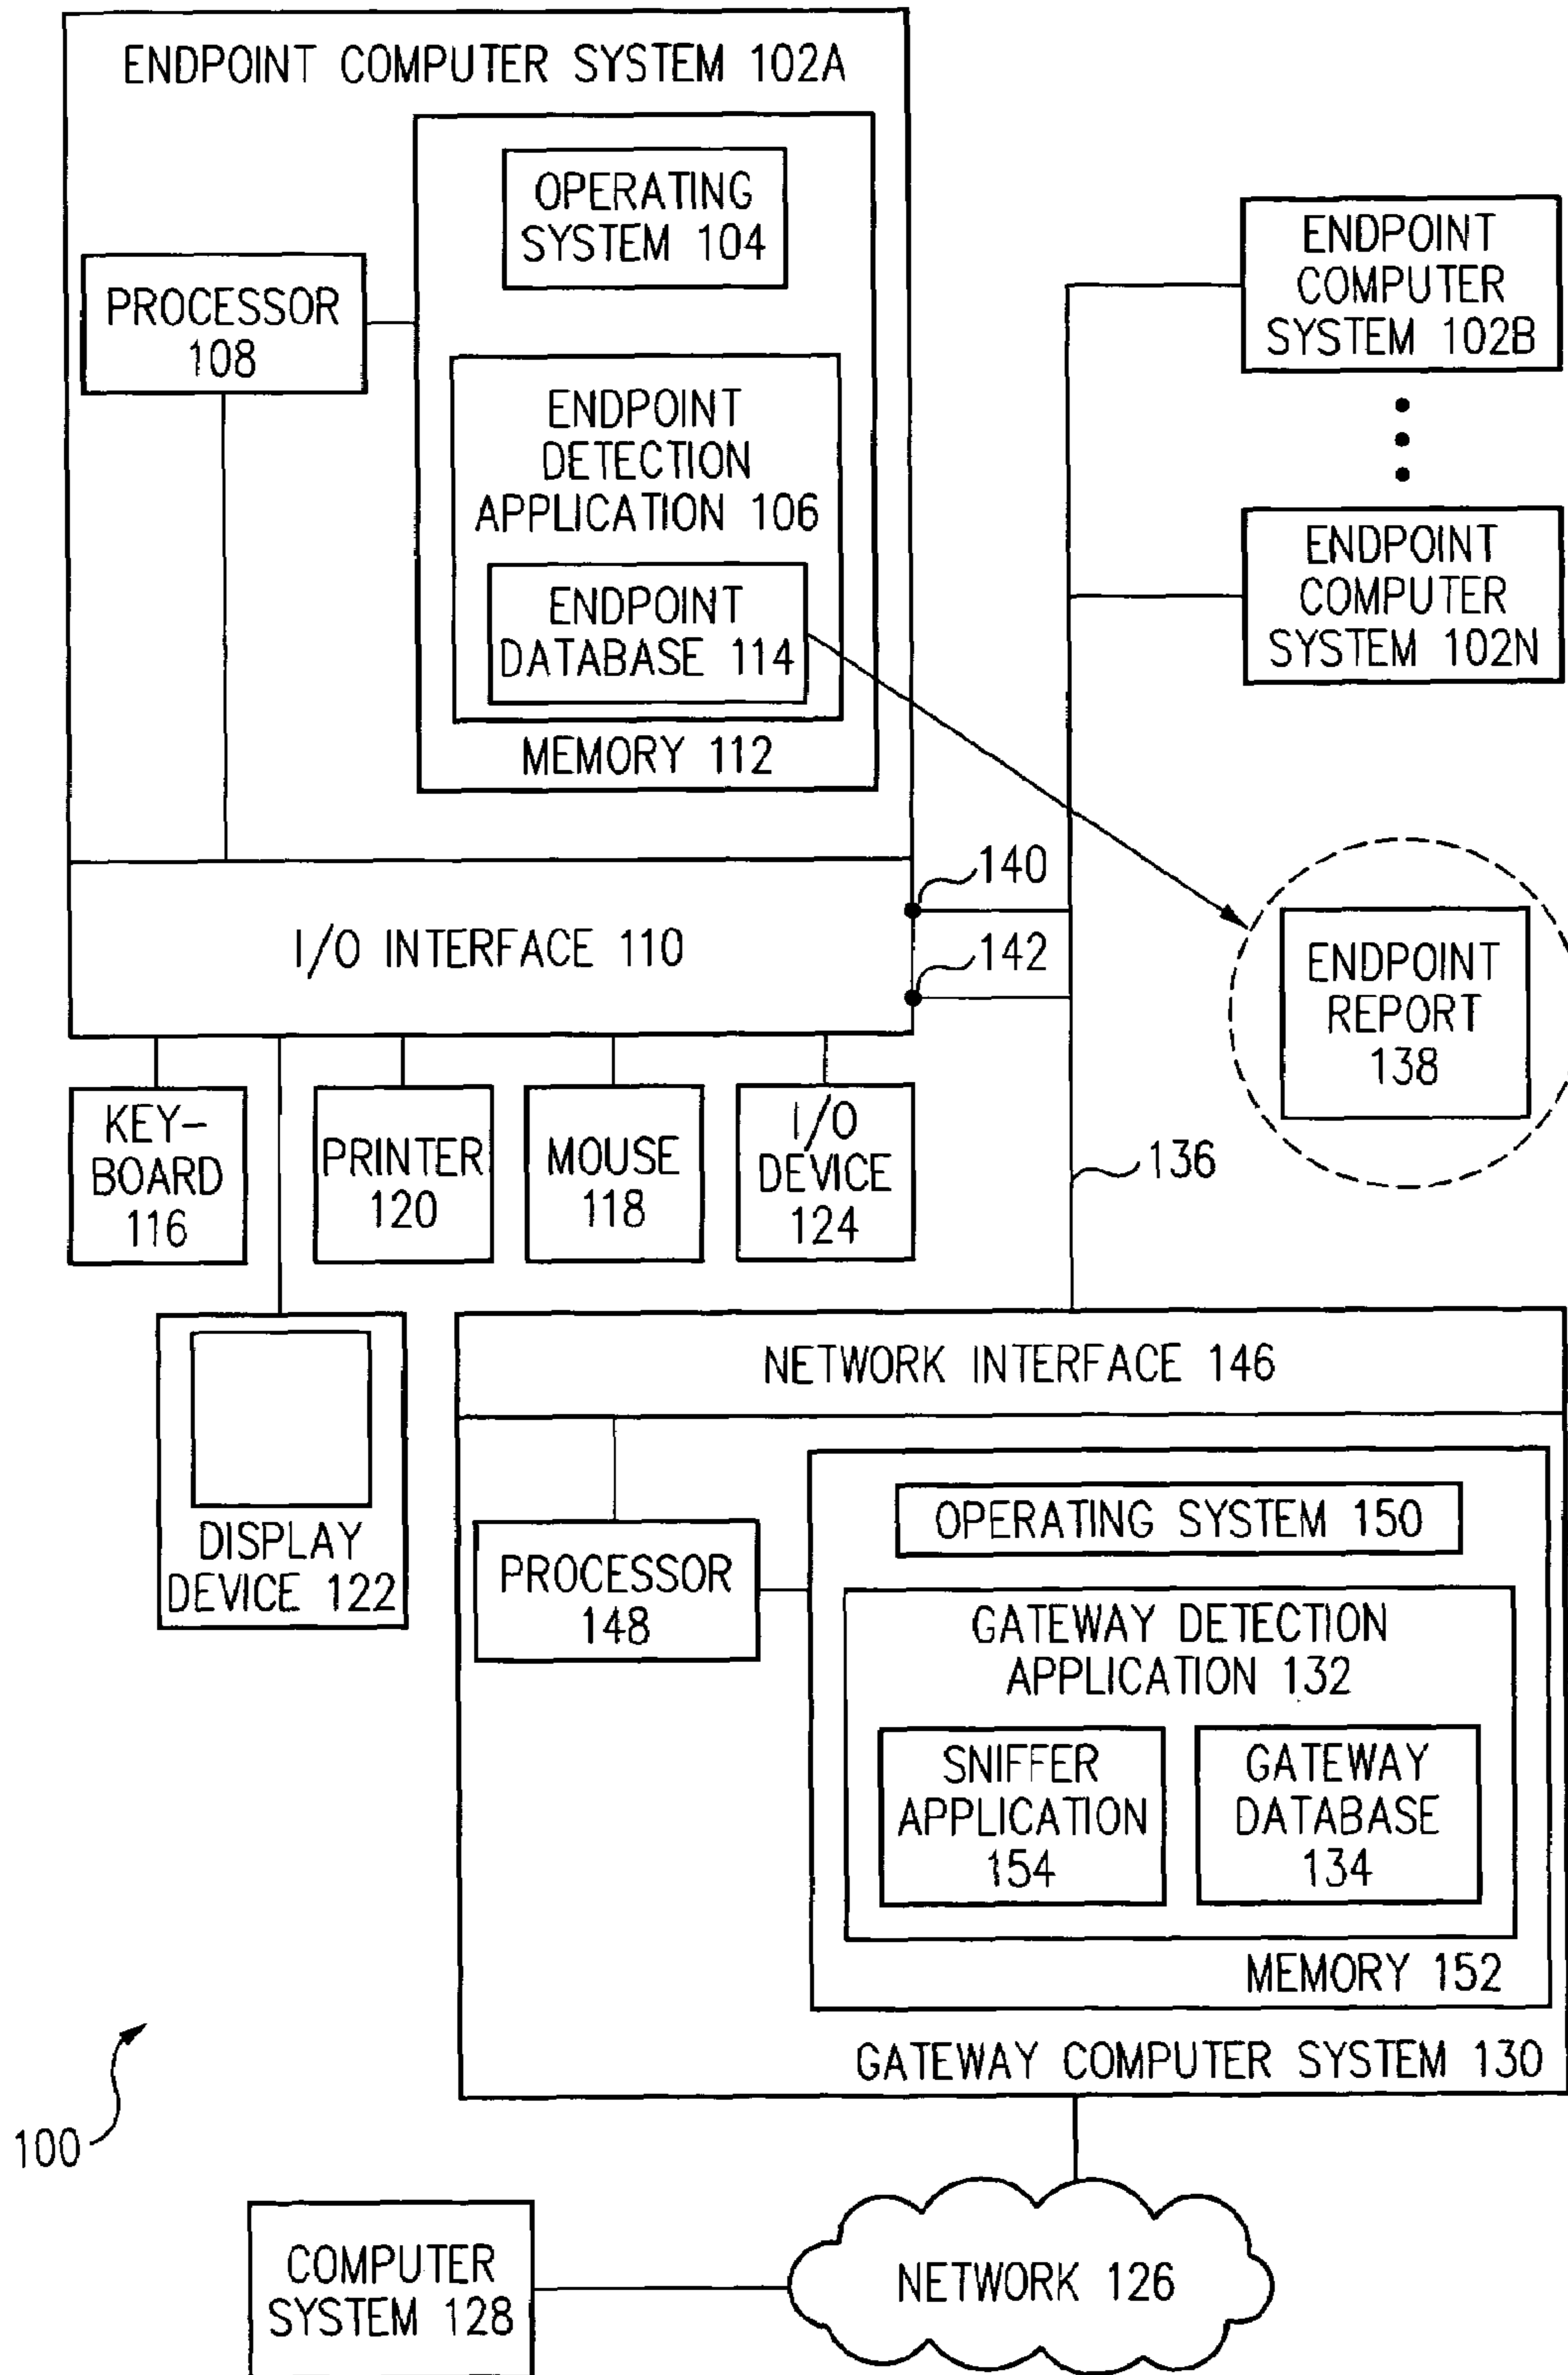 ENDPOINT COMPUTER SYSTEM 102A
OPERATING
SYSTEM 104
PROCESSOR
108
ENDPOINT
DETECTION
APPLICATION 106
ENDPOINT
DATABASE 114
MEMORY 112
I/O INTERFACE 110
ENDPOINT
COMPUTER
SYSTEM 102B
ENDPOINT
COMPUTER
SYSTEM 102N
140
142
ENDPOINT
REPORT
138
136
KEY-
BOARD
116
PRINTER
120
MOUSE
118
I/O
DEVICE
124
DISPLAY
DEVICE 122
NETWORK INTERFACE 146
OPERATING SYSTEM 150
PROCESSOR
148
GATEWAY DETECTION
APPLICATION 132
SNIFFER
APPLICATION
154
GATEWAY
DATABASE
134
MEMORY 152
GATEWAY COMPUTER SYSTEM 130
100
COMPUTER
SYSTEM 128
NETWORK 126